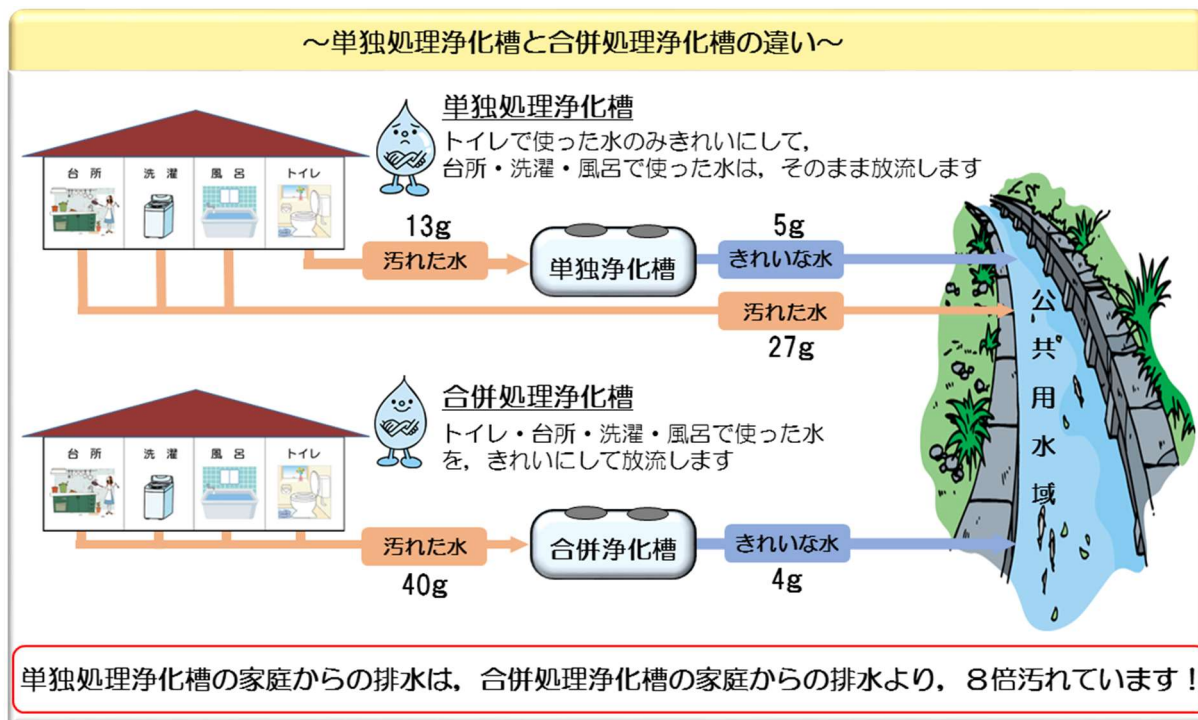 ～単独処理浄化槽と合併処理浄化槽の違い～
単独処理浄化槽
トイレで使った水のみきれいにして，
台所・洗濯・風呂で使った水は，そのまま放流します
台所
洗濯
風呂
トイレ
13g
汚れた水
単独浄化槽
5g
きれいな水
汚れた水
27g
公共用水域
合併処理浄化槽
トイレ・台所・洗濯・風呂で使った水
を，きれいにして放流します
台所
洗濯
風呂
トイレ
汚れた水
40g
合併浄化槽
きれいな水
4g
単独処理浄化槽の家庭からの排水は，合併処理浄化槽の家庭からの排水より，８倍汚れています！